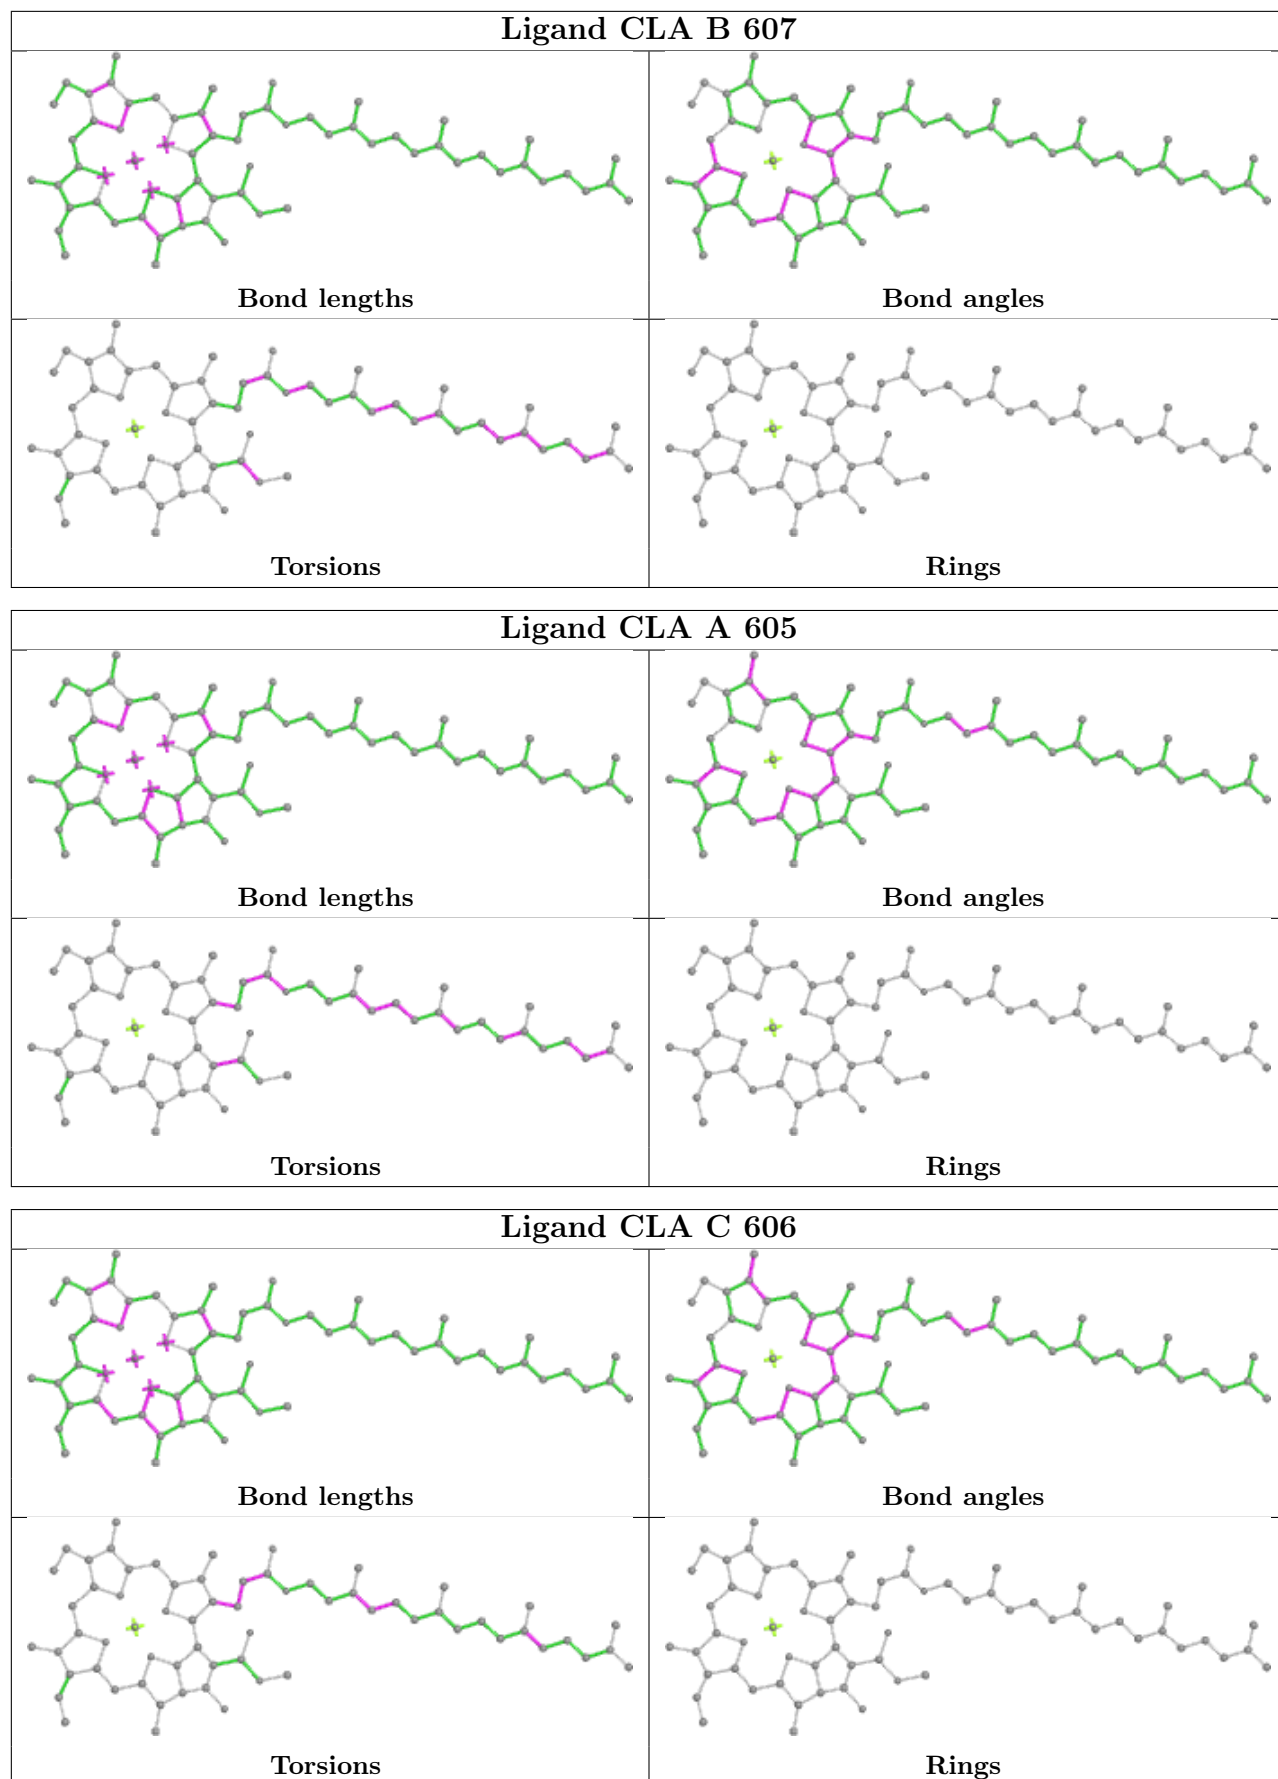 Ligand CLA B 607
Bond lengths
Bond angles
Torsions
Rings
Ligand CLA A 605
Bond lengths
Bond angles
Torsions
Rings
Ligand CLA C 606
Bond lengths
Bond angles
Torsions
Rings